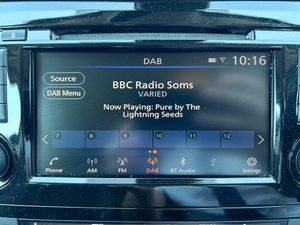 DAB 10:16
Source
DAB Menu
BBC Radio Soms
VARIED
Now Playing: Pure by The
Lightning Seeds
7 8 9 10 11 12
Phone AM FM DAB BT Audio USB Settings